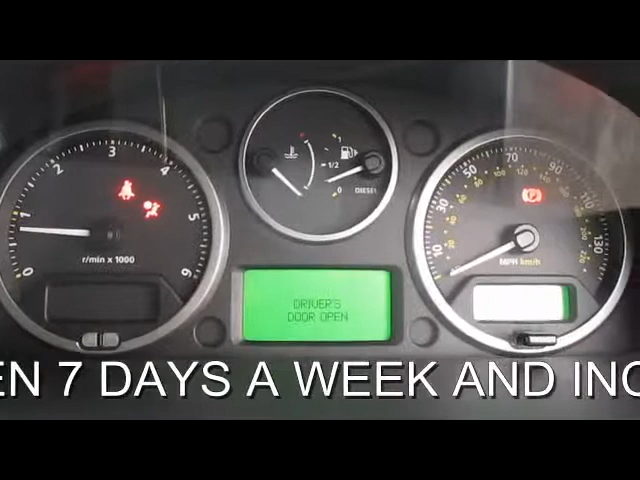 0 1 2 3 4 5 6
r/min x 1000
1
1/2
0
DIESEL
10 30 50 70 90 110 130
MPH km/h
DRIVER'S
DOOR OPEN
EN 7 DAYS A WEEK AND INC